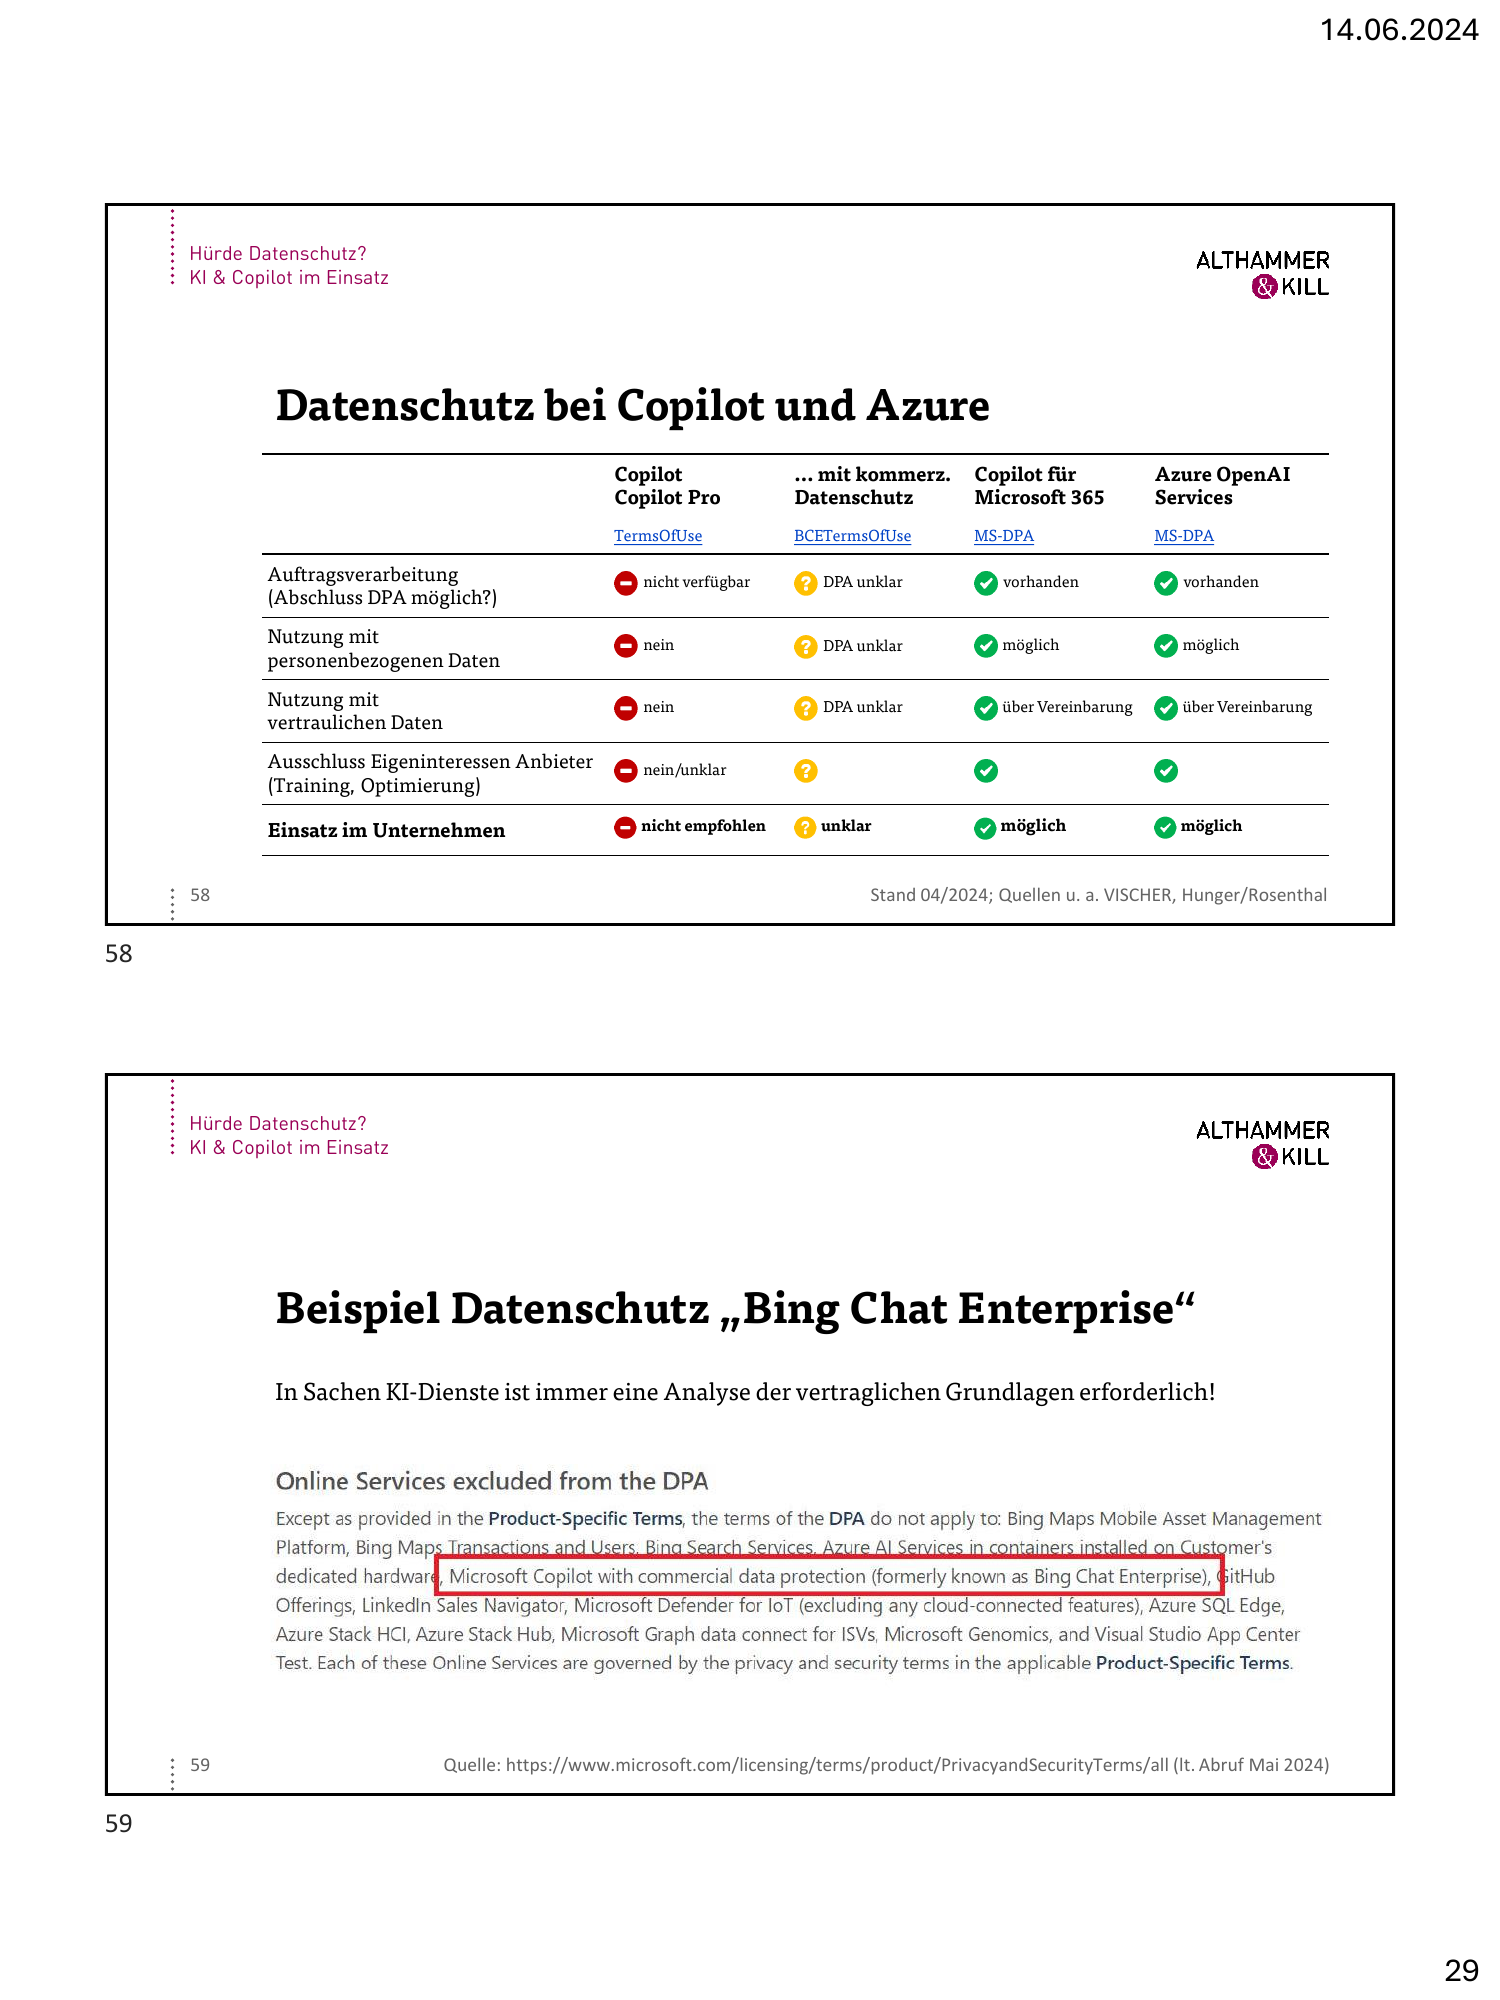 14.06.2024
Hürde Datenschutz?
KI & Copilot im Einsatz
ALTHAMMER
& KILL
Datenschutz bei Copilot und Azure
Copilot
Copilot Pro
TermsOfUse
... mit kommerz.
Datenschutz
BCETermsOfUse
Copilot für
Microsoft 365
MS-DPA
Azure OpenAI
Services
MS-DPA
Auftragsverarbeitung
(Abschluss DPA möglich?)
nicht verfügbar
? DPA unklar
vorhanden
vorhanden
Nutzung mit
personenbezogenen Daten
nein
? DPA unklar
möglich
möglich
Nutzung mit
vertraulichen Daten
nein
? DPA unklar
über Vereinbarung
über Vereinbarung
Ausschluss Eigeninteressen Anbieter
(Training, Optimierung)
nein/unklar
?
Einsatz im Unternehmen
nicht empfohlen
? unklar
möglich
möglich
58
Stand 04/2024; Quellen u. a. VISCHER, Hunger/Rosenthal
58
Hürde Datenschutz?
KI & Copilot im Einsatz
ALTHAMMER
& KILL
Beispiel Datenschutz „Bing Chat Enterprise“
In Sachen KI-Dienste ist immer eine Analyse der vertraglichen Grundlagen erforderlich!
Online Services excluded from the DPA
Except as provided in the Product-Specific Terms, the terms of the DPA do not apply to: Bing Maps Mobile Asset Management
Platform, Bing Maps Transactions and Users, Bing Search Services, Azure AI Services in containers installed on Customer's
dedicated hardware, Microsoft Copilot with commercial data protection (formerly known as Bing Chat Enterprise), GitHub
Offerings, LinkedIn Sales Navigator, Microsoft Defender for IoT (excluding any cloud-connected features), Azure SQL Edge,
Azure Stack HCI, Azure Stack Hub, Microsoft Graph data connect for ISVs, Microsoft Genomics, and Visual Studio App Center
Test. Each of these Online Services are governed by the privacy and security terms in the applicable Product-Specific Terms.
59
Quelle: https://www.microsoft.com/licensing/terms/product/PrivacyandSecurityTerms/all (lt. Abruf Mai 2024)
59
29